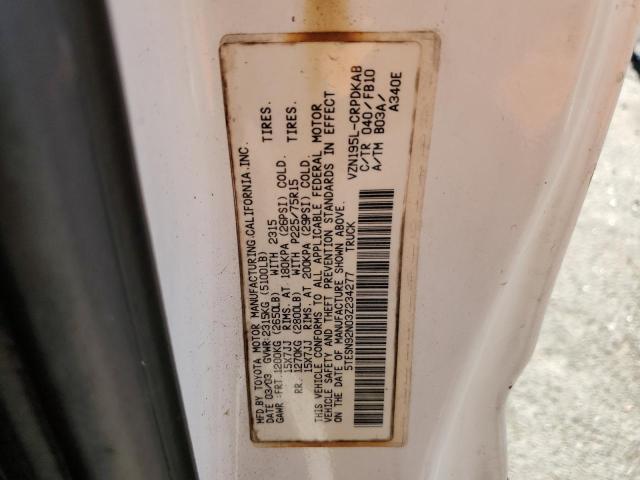 MFD.BY TOYOTA MOTOR MANUFACTURING CALIFORNIA.INC.
DATE 03/03 GVWR:2315KG (5100LB)
GAWR :FRT.1200KG (2650LB) WITH 2315 TIRES.
15X7JJ RIMS. AT 180KPA (26PSI) COLD.
RR. 1270KG (2800LB) WITH P225/75R15 TIRES.
15X7JJ RIMS. AT 200KPA (29PSI) COLD.
THIS VEHICLE CONFORMS TO ALL APPLICABLE FEDERAL MOTOR
VEHICLE SAFETY AND THEFT PREVENTION STANDARDS IN EFFECT
ON THE DATE OF MANUFACTURE SHOWN ABOVE.
5TESN92N03Z234277 TRUCK
VZN195L-CRPDKAB
C/TR 040/FB10
A/TM B03A/
A340E